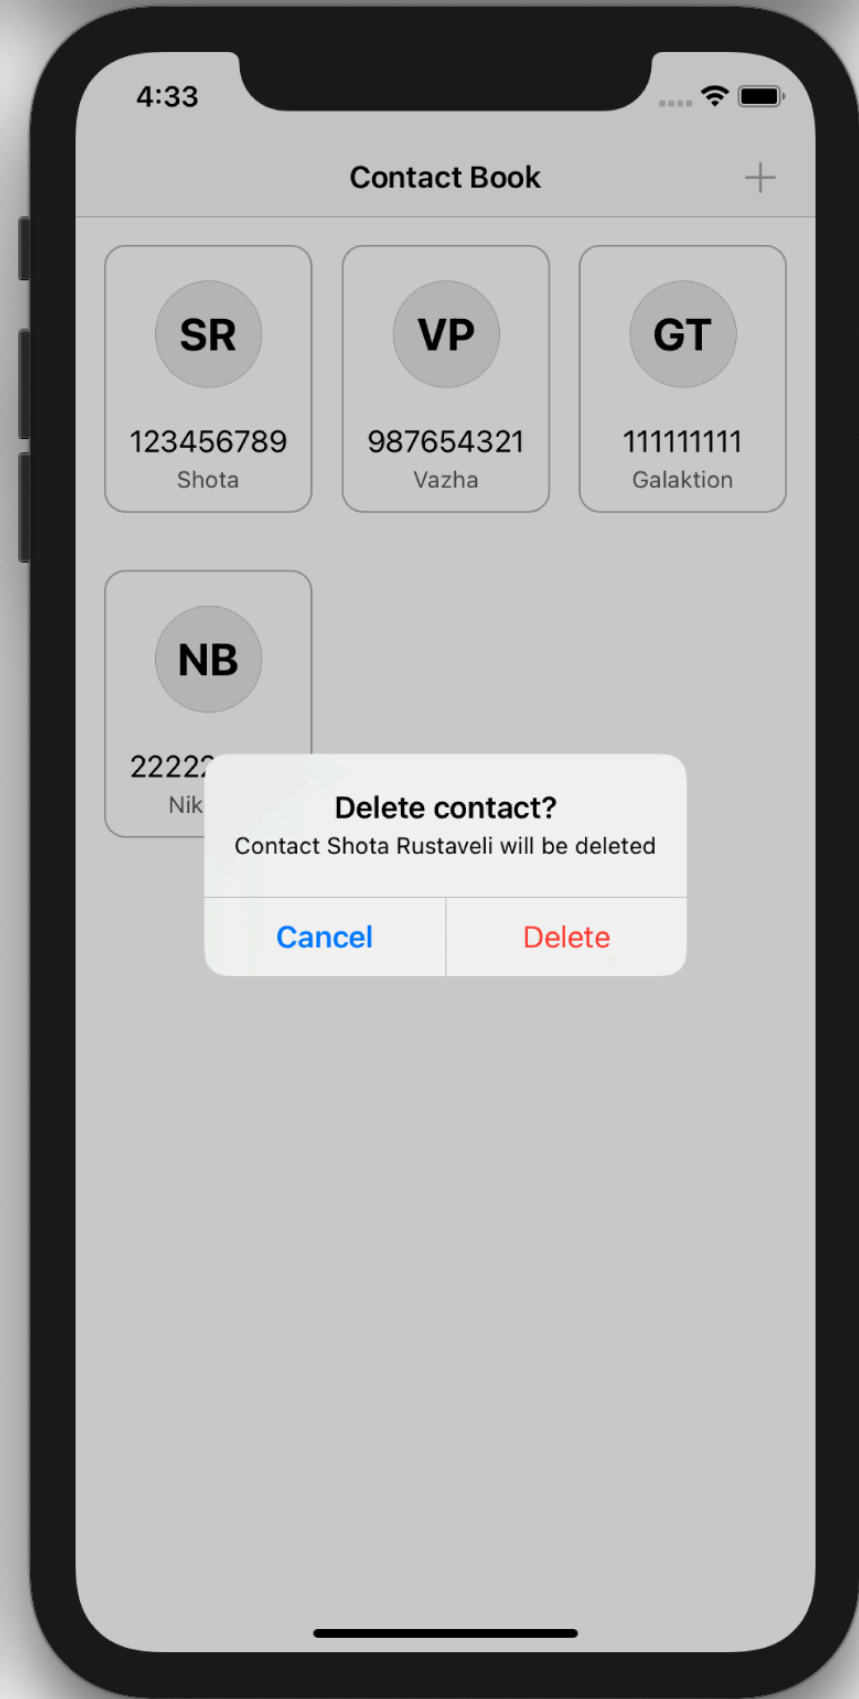 4:33
Contact Book
SR
VP
GT
123456789
987654321
111111111
Shota
Vazha
Galaktion
NB
Delete contact?
Contact Shota Rustaveli will be deleted
Cancel
Delete